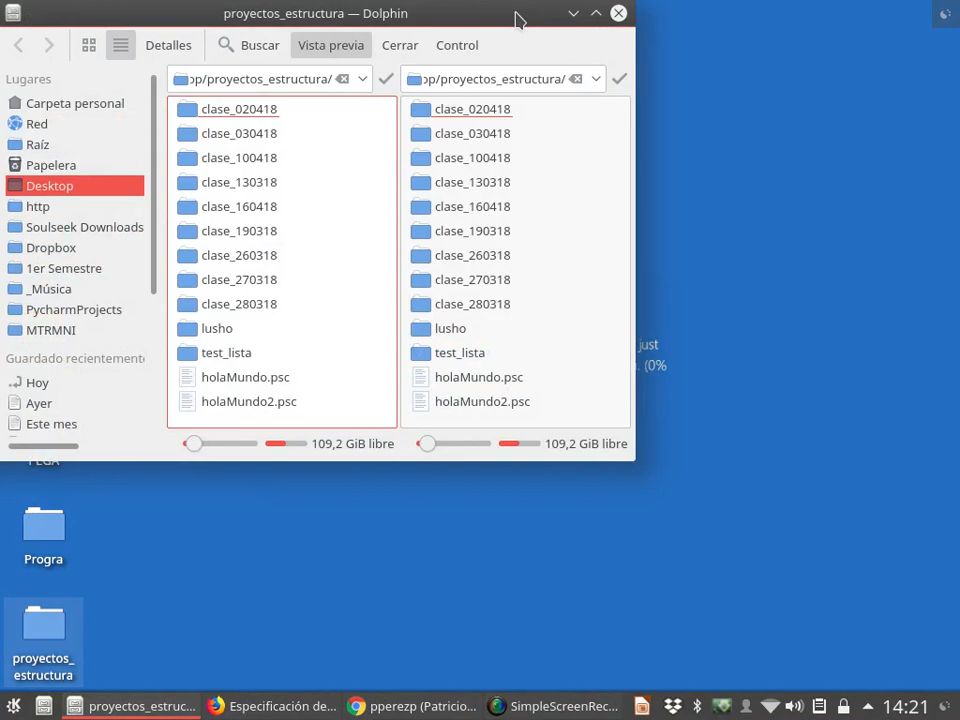 proyectos_estructura — Dolphin
Detalles
Buscar
Vista previa
Cerrar
Control
Lugares
Carpeta personal
Red
Raíz
Papelera
Desktop
http
Soulseek Downloads
Dropbox
1er Semestre
_Música
PycharmProjects
MTRMNI
Guardado recientemente
Hoy
Ayer
Este mes
op/proyectos_estructura/
clase_020418
clase_030418
clase_100418
clase_130318
clase_160418
clase_190318
clase_260318
clase_270318
clase_280318
lusho
test_lista
holaMundo.psc
holaMundo2.psc
109,2 GiB libre
op/proyectos_estructura/
clase_020418
clase_030418
clase_100418
clase_130318
clase_160418
clase_190318
clase_260318
clase_270318
clase_280318
lusho
test_lista
holaMundo.psc
holaMundo2.psc
109,2 GiB libre
just
(0%
Progra
proyectos_
estructura
proyectos_estruc...
Especificación de...
pperezp (Patricio...
SimpleScreenRec...
14:21